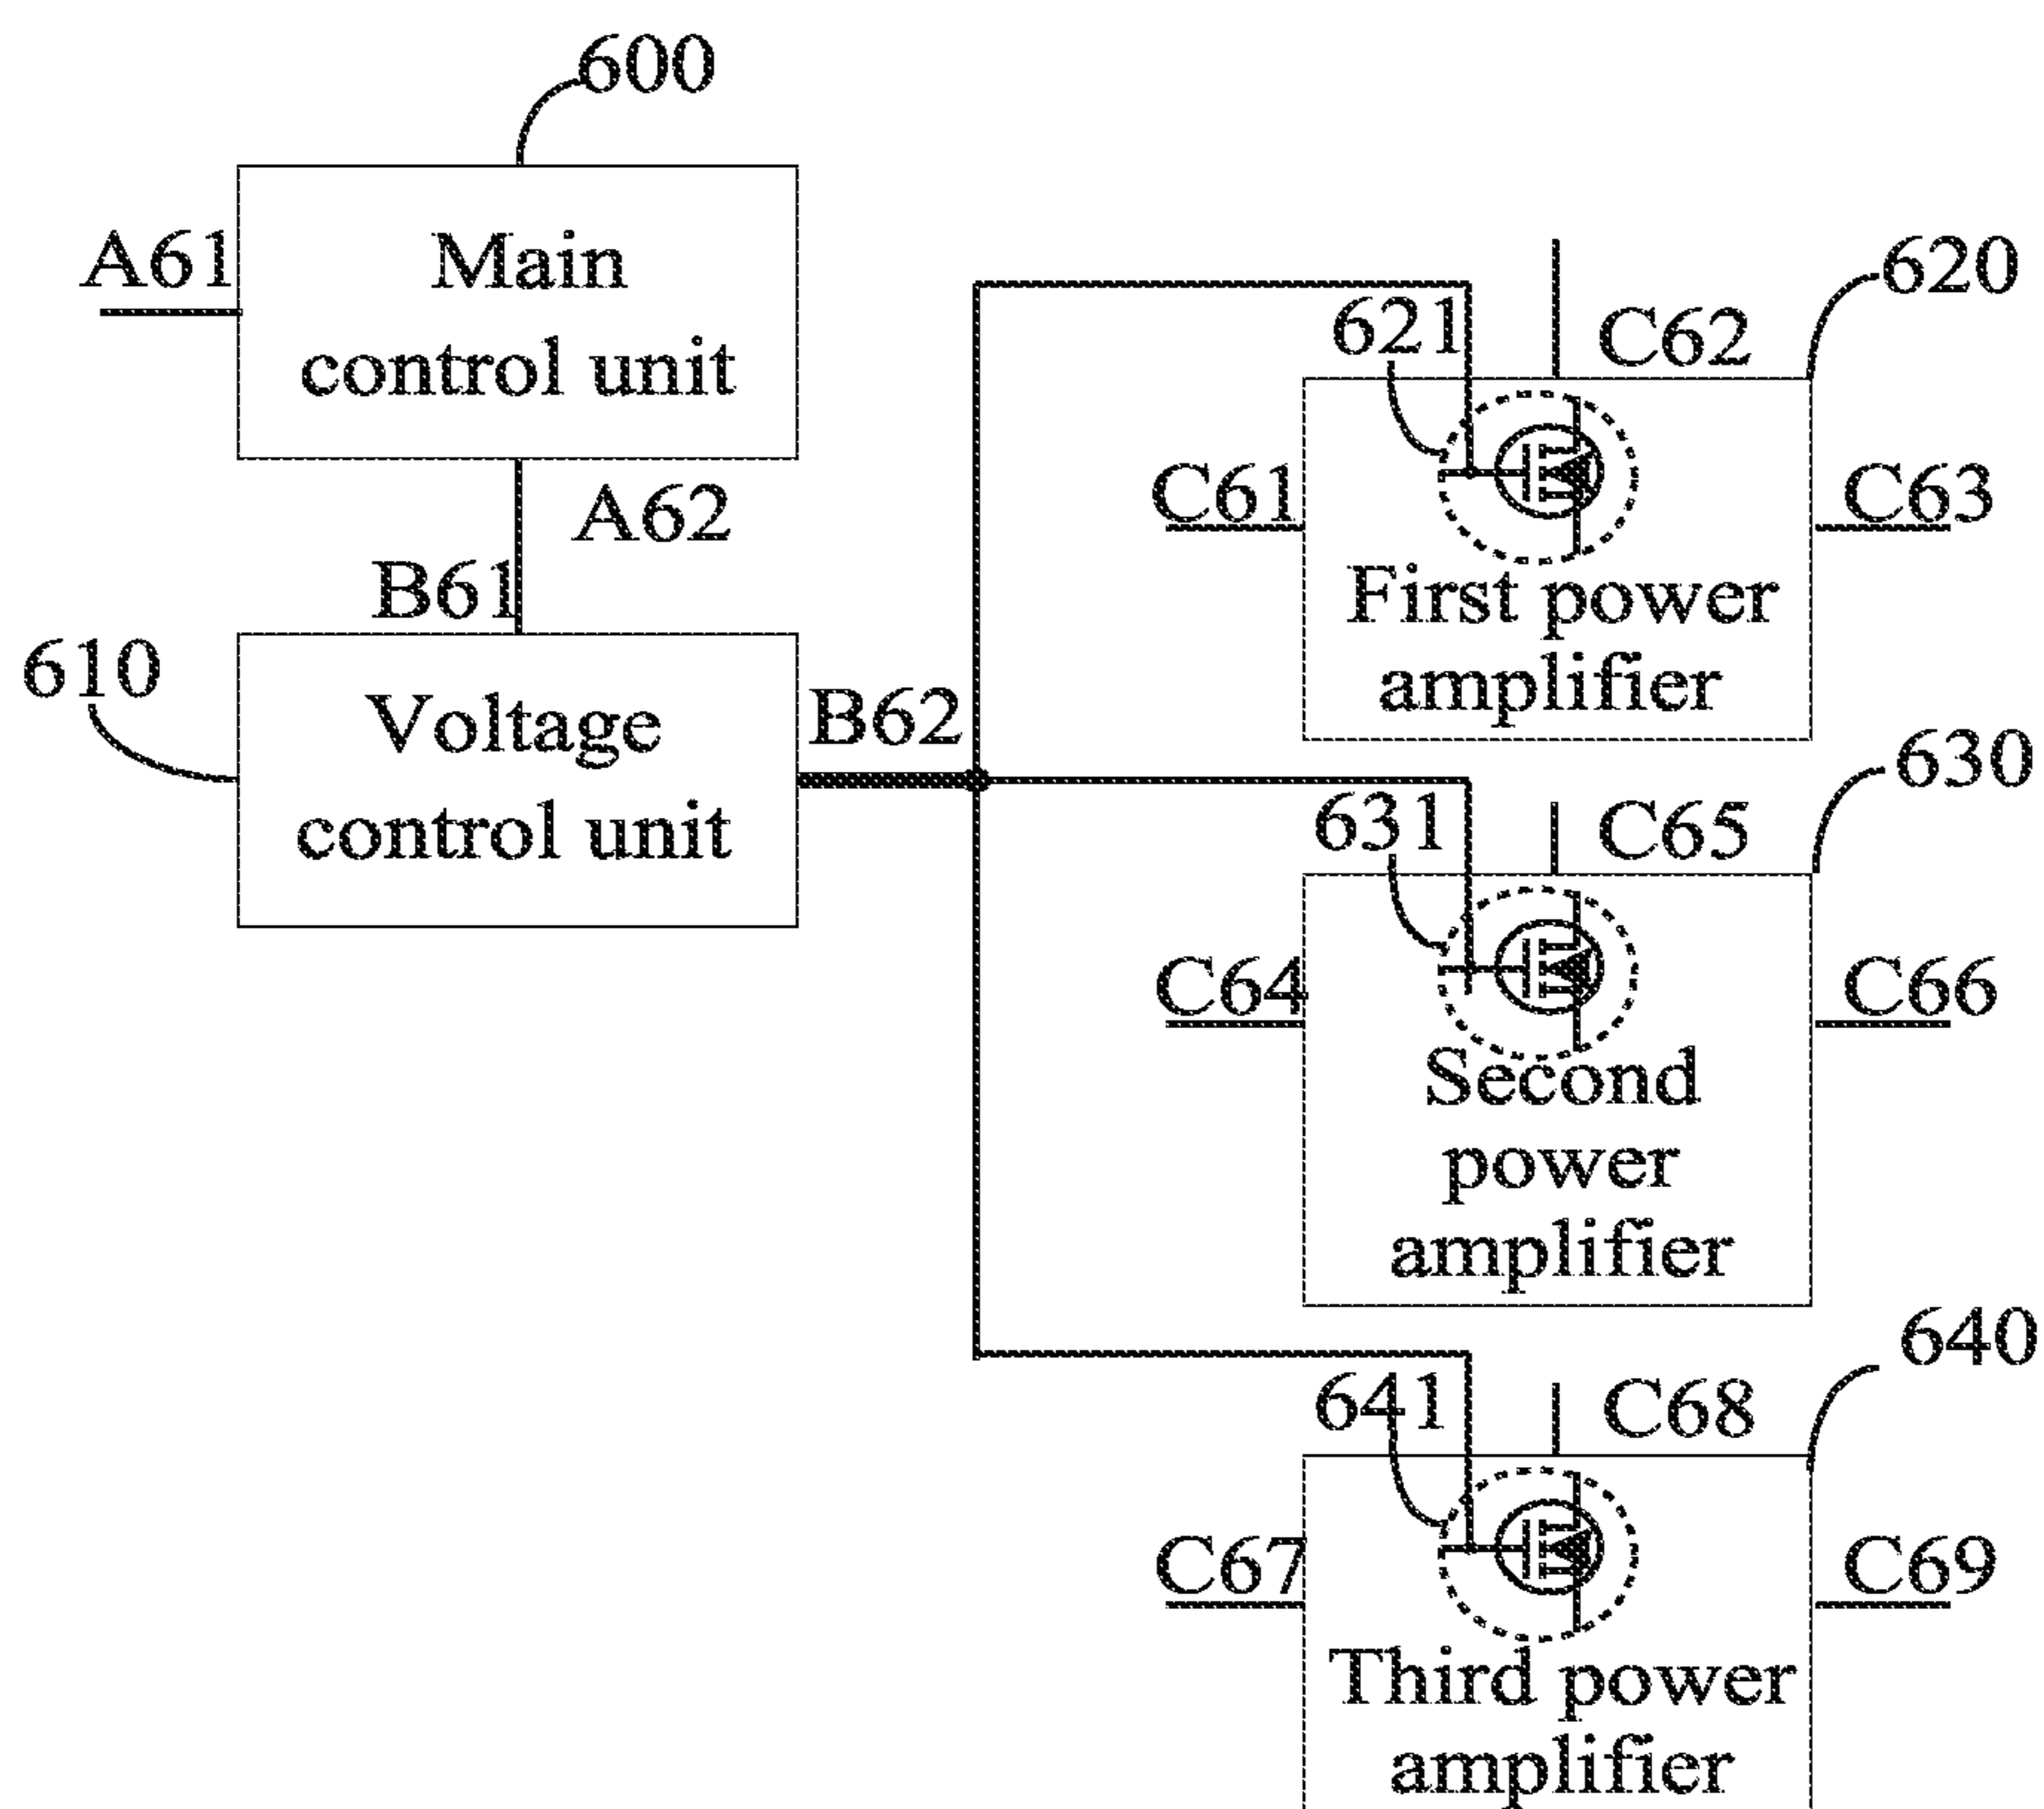 600
A61
Main
control unit
A62
B61
610
Voltage
control unit
B62
620
621
C62
C61
C63
First power
amplifier
630
631
C65
C64
C66
Second
power
amplifier
640
641
C68
C67
C69
Third power
amplifier